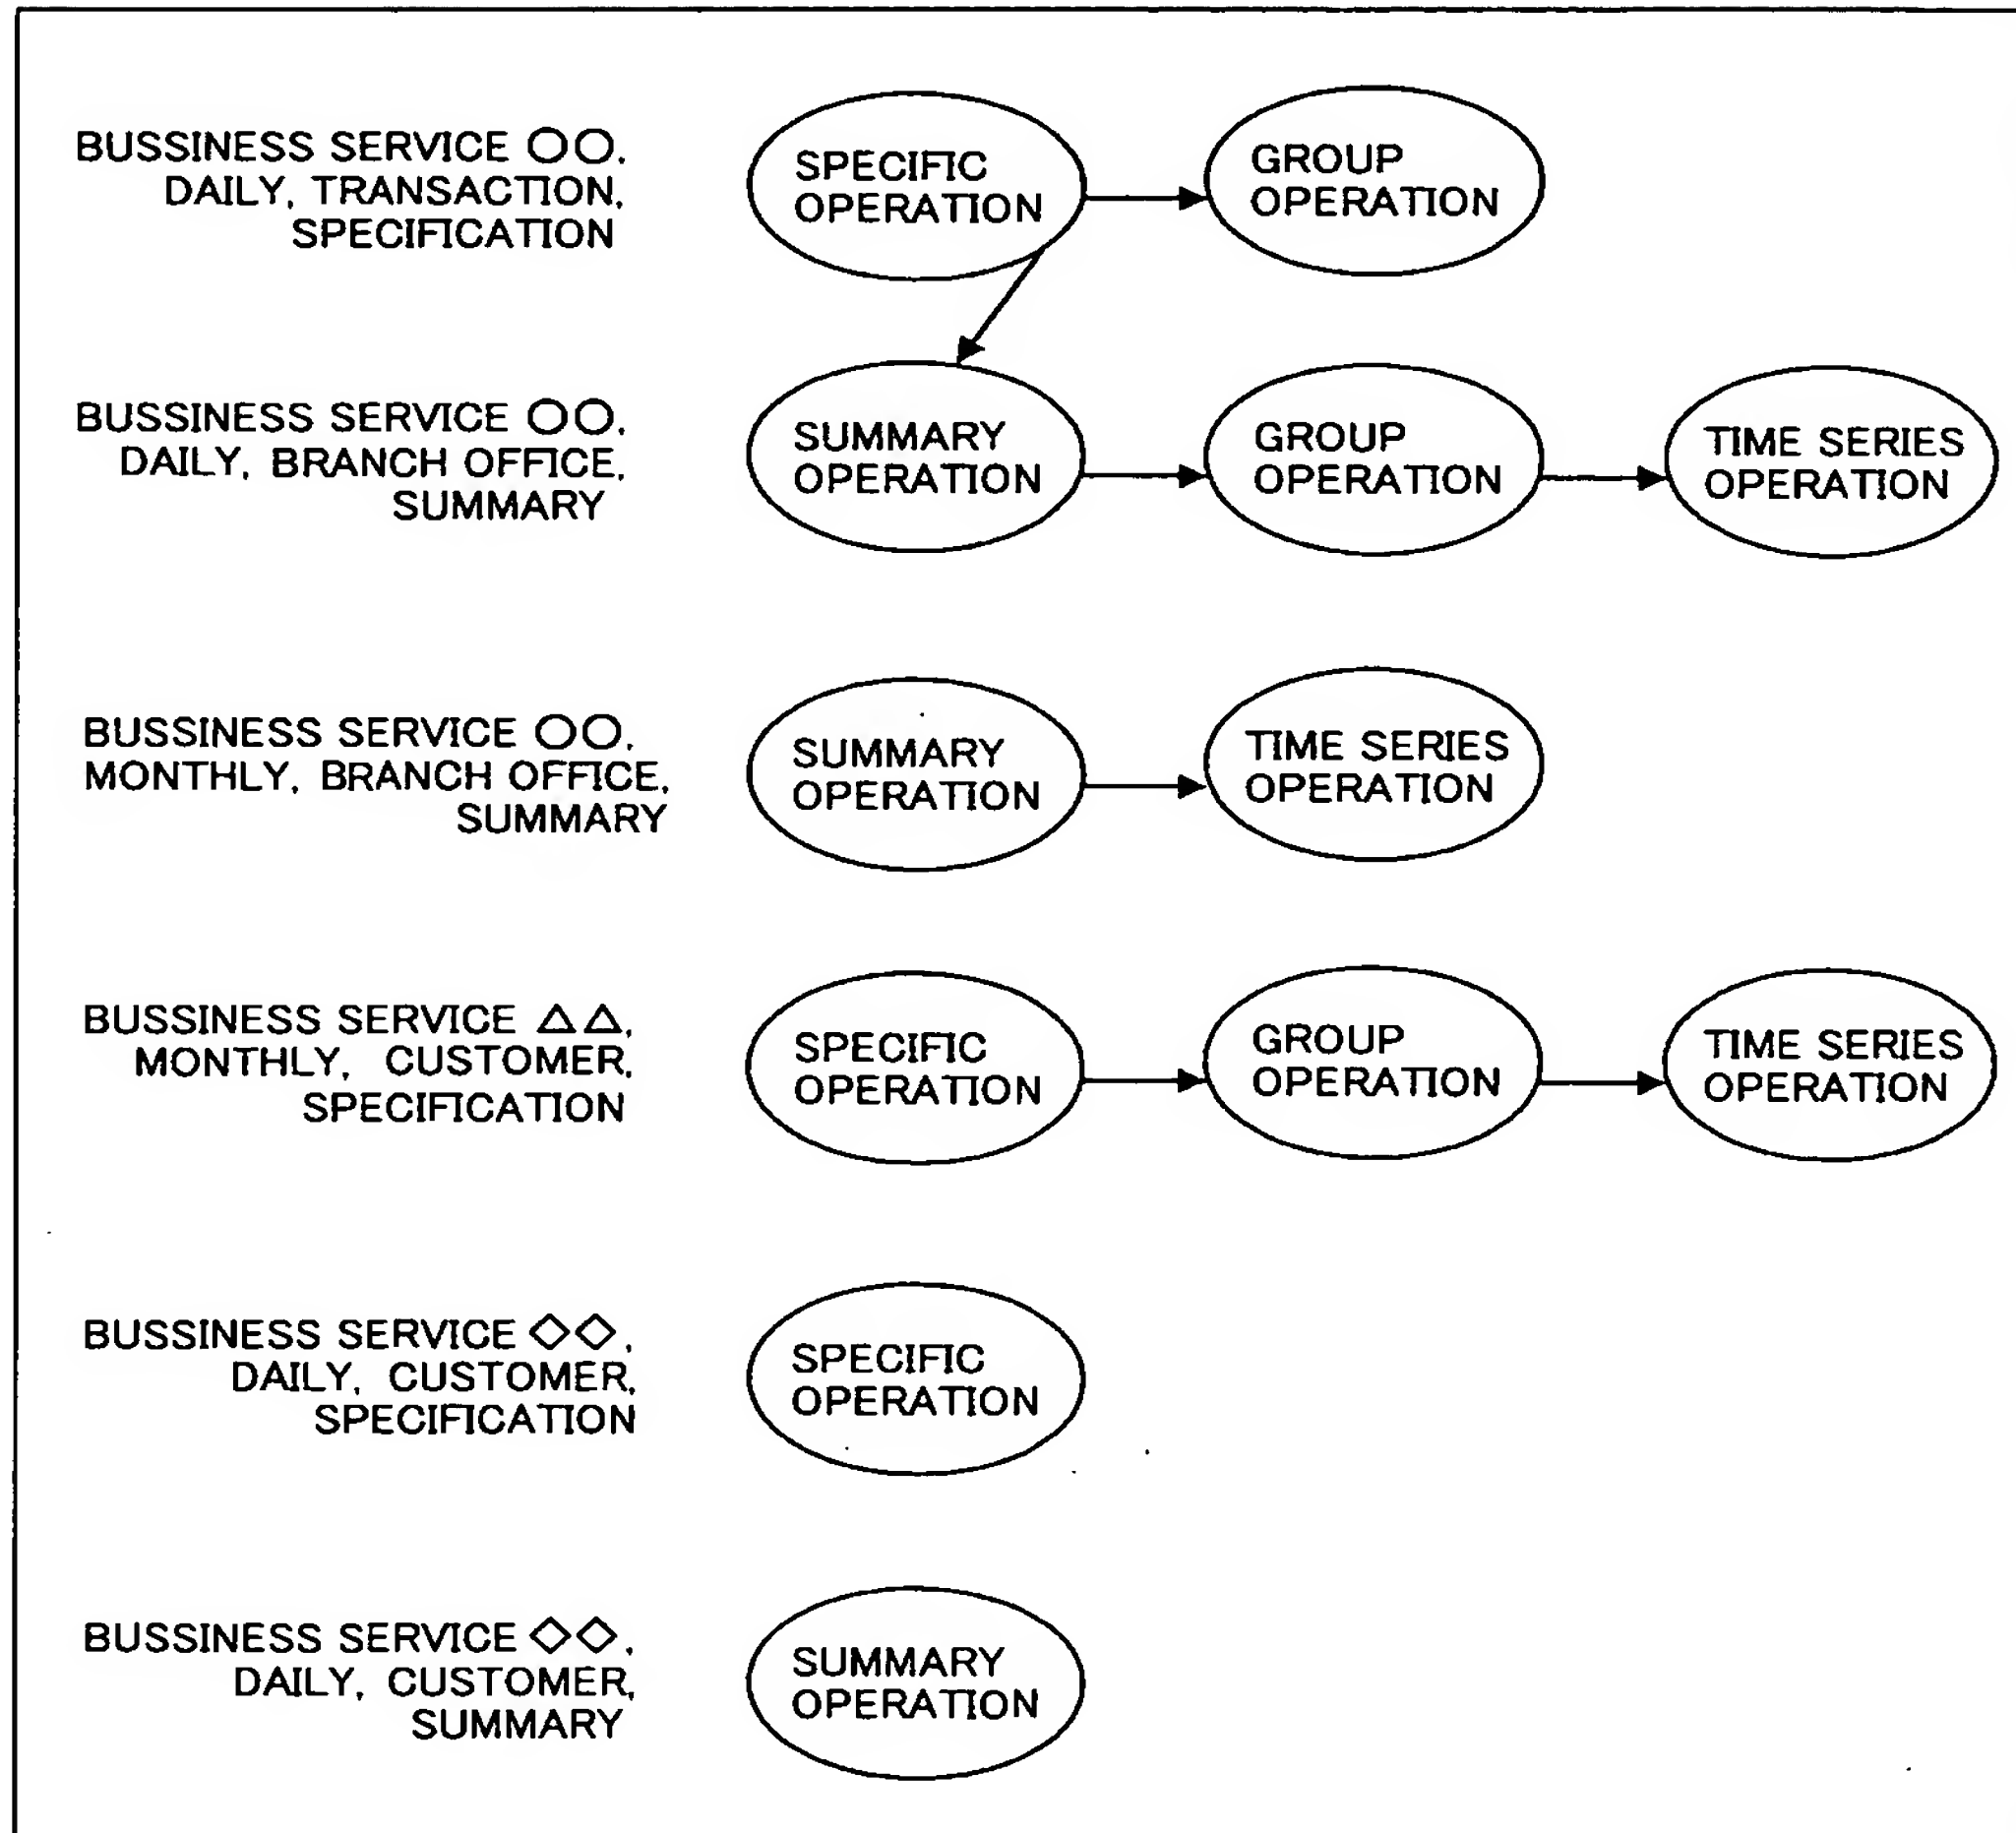 BUSSINESS SERVICE ○○,
DAILY, TRANSACTION,
SPECIFICATION
SPECIFIC
OPERATION
GROUP
OPERATION
BUSSINESS SERVICE ○○,
DAILY, BRANCH OFFICE,
SUMMARY
SUMMARY
OPERATION
GROUP
OPERATION
TIME SERIES
OPERATION
BUSSINESS SERVICE ○○,
MONTHLY, BRANCH OFFICE,
SUMMARY
SUMMARY
OPERATION
TIME SERIES
OPERATION
BUSSINESS SERVICE △△,
MONTHLY, CUSTOMER,
SPECIFICATION
SPECIFIC
OPERATION
GROUP
OPERATION
TIME SERIES
OPERATION
BUSSINESS SERVICE ◇◇,
DAILY, CUSTOMER,
SPECIFICATION
SPECIFIC
OPERATION
BUSSINESS SERVICE ◇◇,
DAILY, CUSTOMER,
SUMMARY
SUMMARY
OPERATION